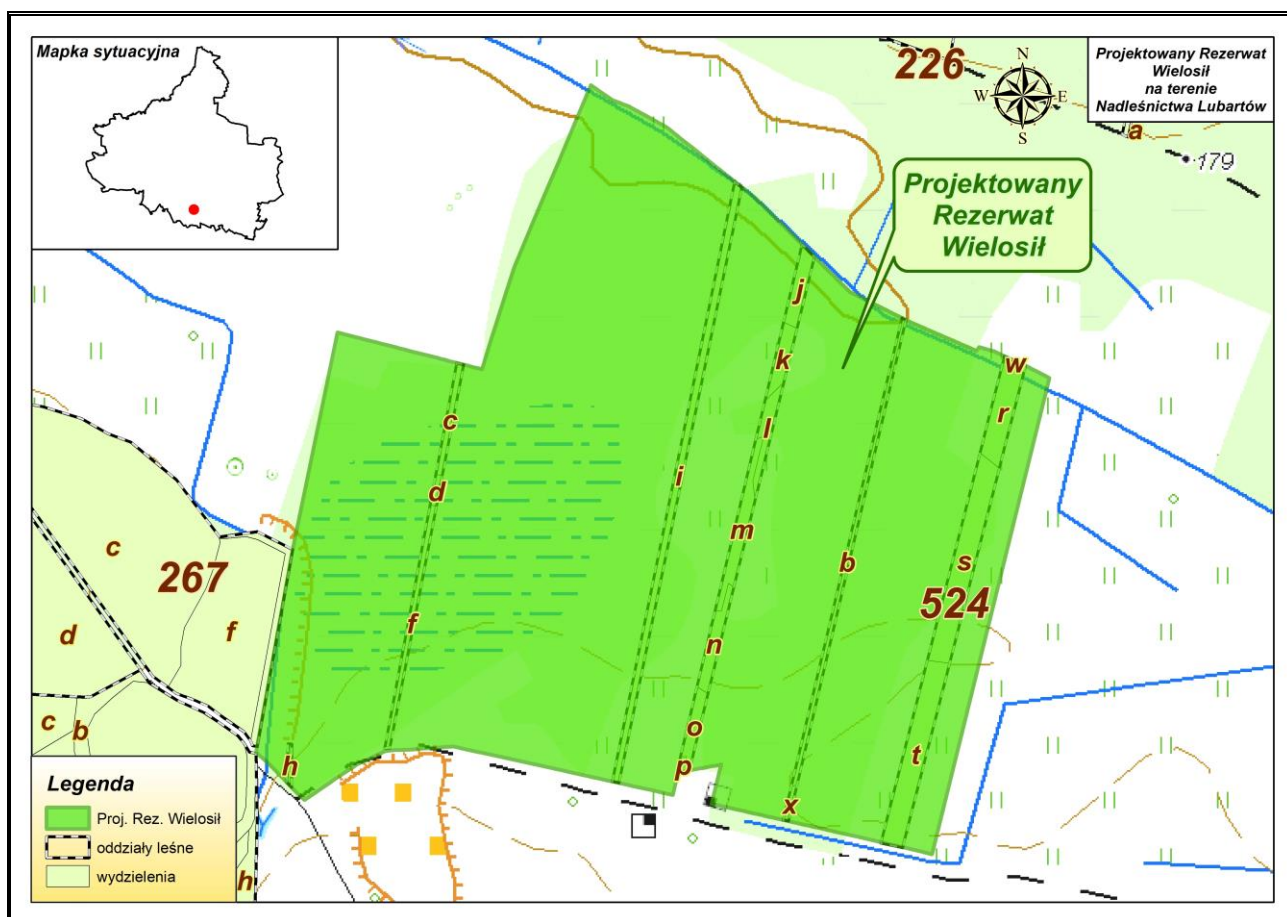 Mapka sytuacyjna
226
N
W E
S
Projektowany Rezerwat
Wielosił
na terenie
Nadleśnictwa Lubartów
a
179
Projektowany
Rezerwat
Wielosił
j
k
w
r
c
l
d
i
m
c
267
b
s
524
f
d
f
n
c
b
o
t
h
p
x
Legenda
Proj. Rez. Wielosił
oddziały leśne
wydzielenia
h